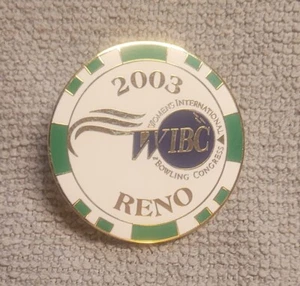 2003
WOMEN'S INTERNATIONAL
WIBC
BOWLING CONGRESS
RENO